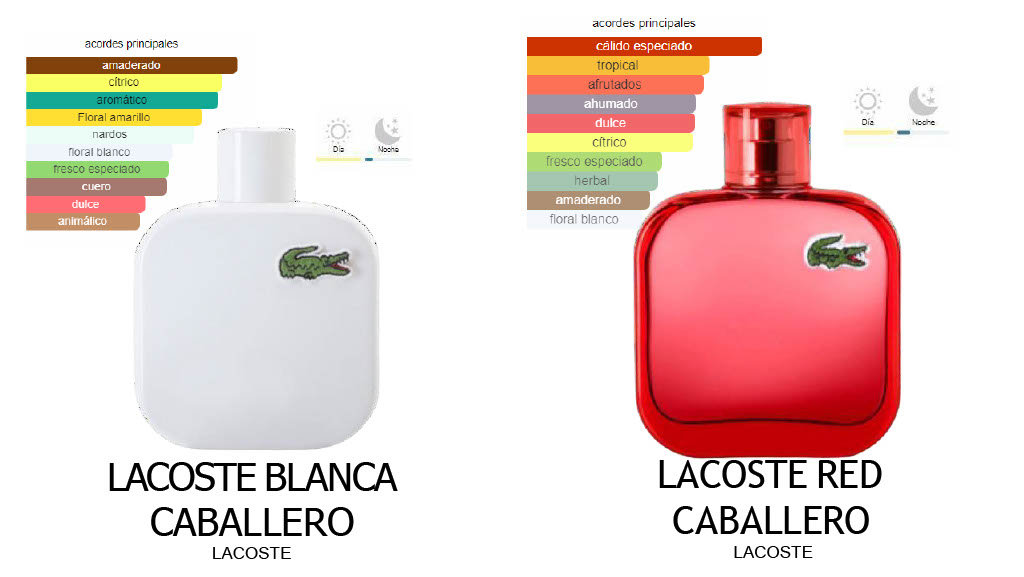 acordes principales
amaderado
cítrico
aromático
Floral amarillo
nardos
floral blanco
fresco especiado
cuero
dulce
animálico
Día
Noche
LACOSTE BLANCA
CABALLERO
LACOSTE
acordes principales
cálido especiado
tropical
afrutados
ahumado
dulce
cítrico
fresco especiado
herbal
amaderado
floral blanco
Día
Noche
LACOSTE RED
CABALLERO
LACOSTE